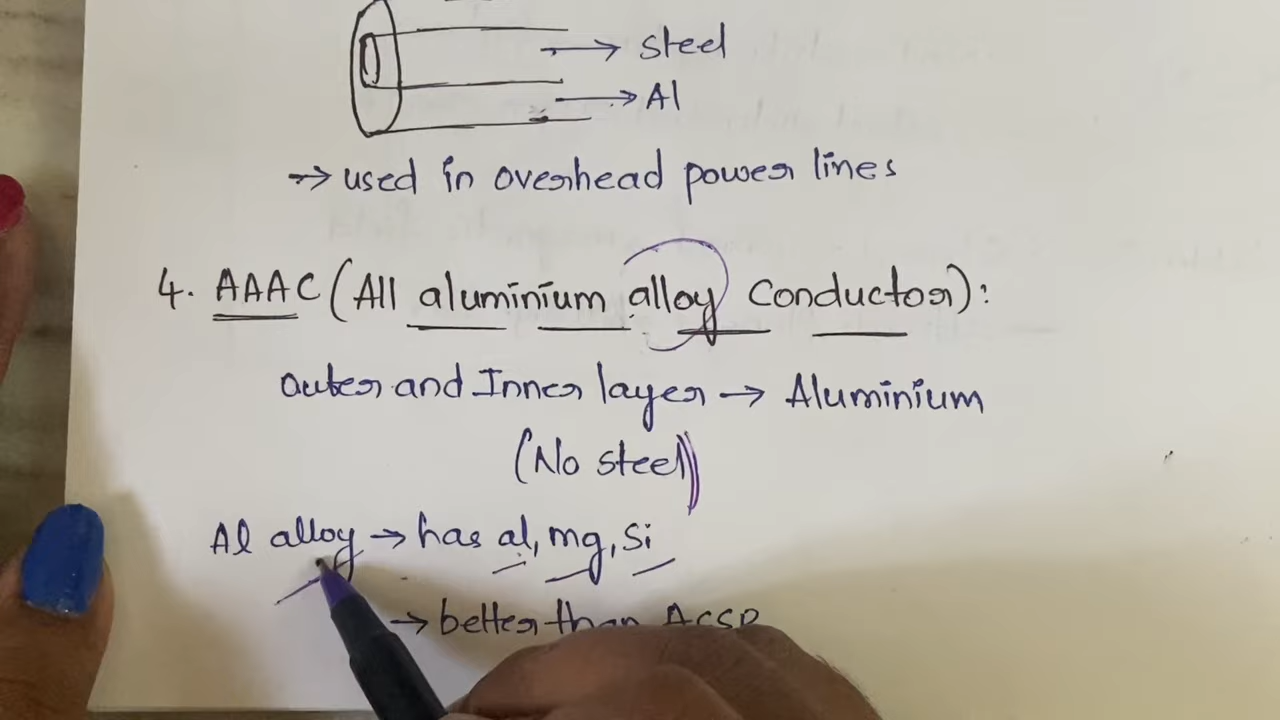 → steel
→ Al
→ used in overhead power lines
4. AAAC (All aluminium alloy Conductor):
outer and Inner layer → Aluminium
(No steel)
Al alloy → has al, mg, Si
→ better than ACSR